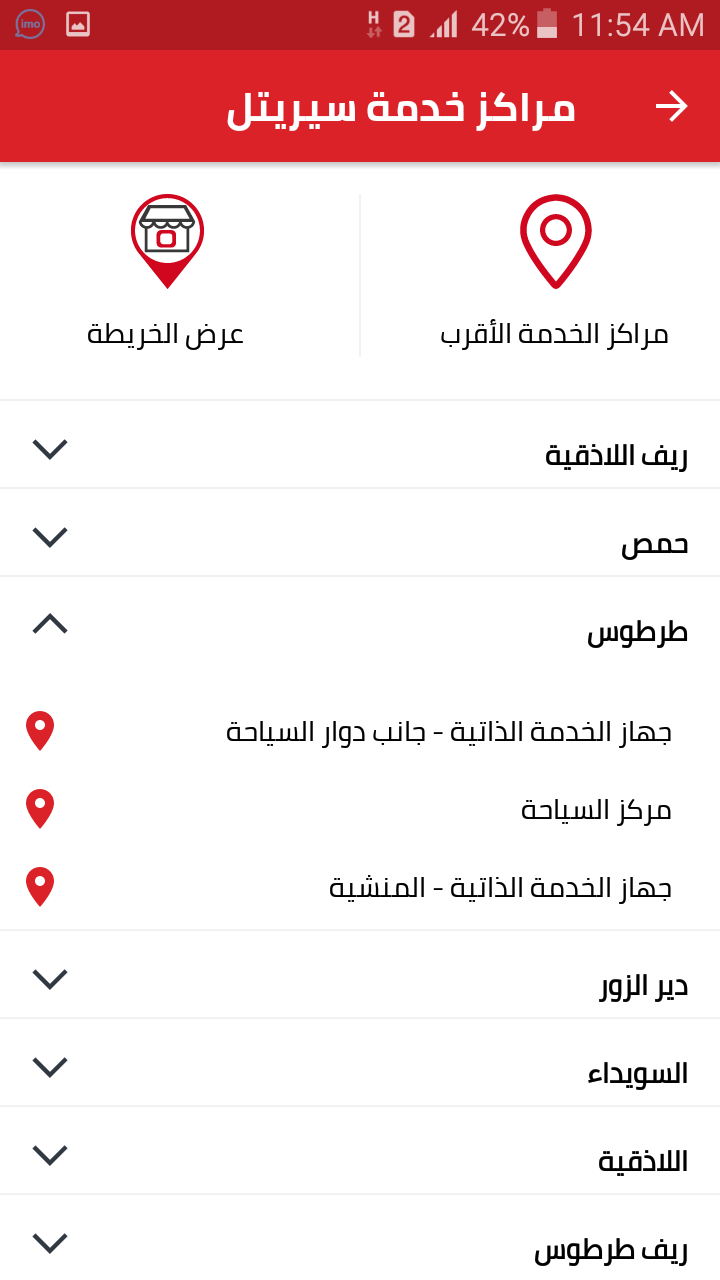 imo H 2 42% 11:54 AM
مراكز خدمة سيريتل
مراكز الخدمة الأقرب
عرض الخريطة
ريف اللاذقية
حمص
طرطوس
جهاز الخدمة الذاتية - جانب دوار السياحة
مركز السياحة
جهاز الخدمة الذاتية - المنشية
دير الزور
السويداء
اللاذقية
ريف طرطوس